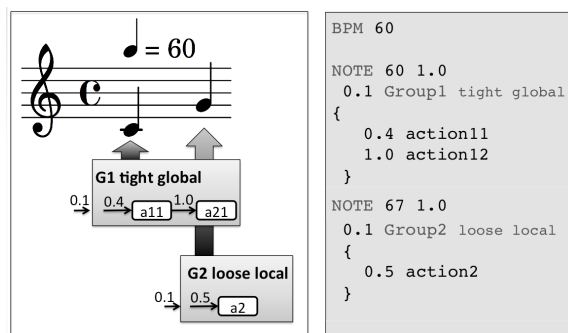 = 60
G1 tight global
0.1 0.4 a11 1.0 a21
G2 loose local
0.1 0.5 a2
BPM 60
NOTE 60 1.0
0.1 Group1 tight global
{
0.4 action11
1.0 action12
}
NOTE 67 1.0
0.1 Group2 loose local
{
0.5 action2
}